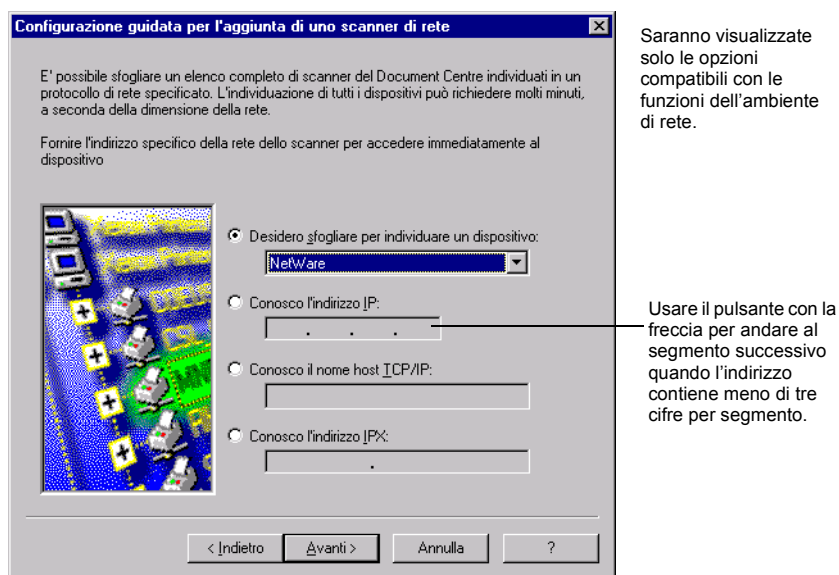 Configurazione guidata per l'aggiunta di uno scanner di rete
E' possibile sfogliare un elenco completo di scanner del Document Centre individuati in un
protocollo di rete specificato. L'individuazione di tutti i dispositivi può richiedere molti minuti,
a seconda della dimensione della rete.
Fornire l'indirizzo specifico della rete dello scanner per accedere immediatamente al
dispositivo
Desidero sfogliare per individuare un dispositivo:
NetWare
Conosco l'indirizzo IP:
. . .
Conosco il nome host TCP/IP:
Conosco l'indirizzo IPX:
.
< Indietro
Avanti >
Annulla
?
Saranno visualizzate
solo le opzioni
compatibili con le
funzioni dell’ambiente
di rete.
Usare il pulsante con la
freccia per andare al
segmento successivo
quando l’indirizzo
contiene meno di tre
cifre per segmento.